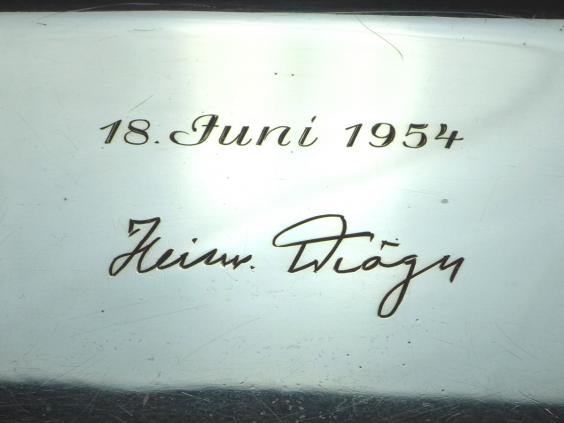 18. Juni 1954
Heinr. Dräger